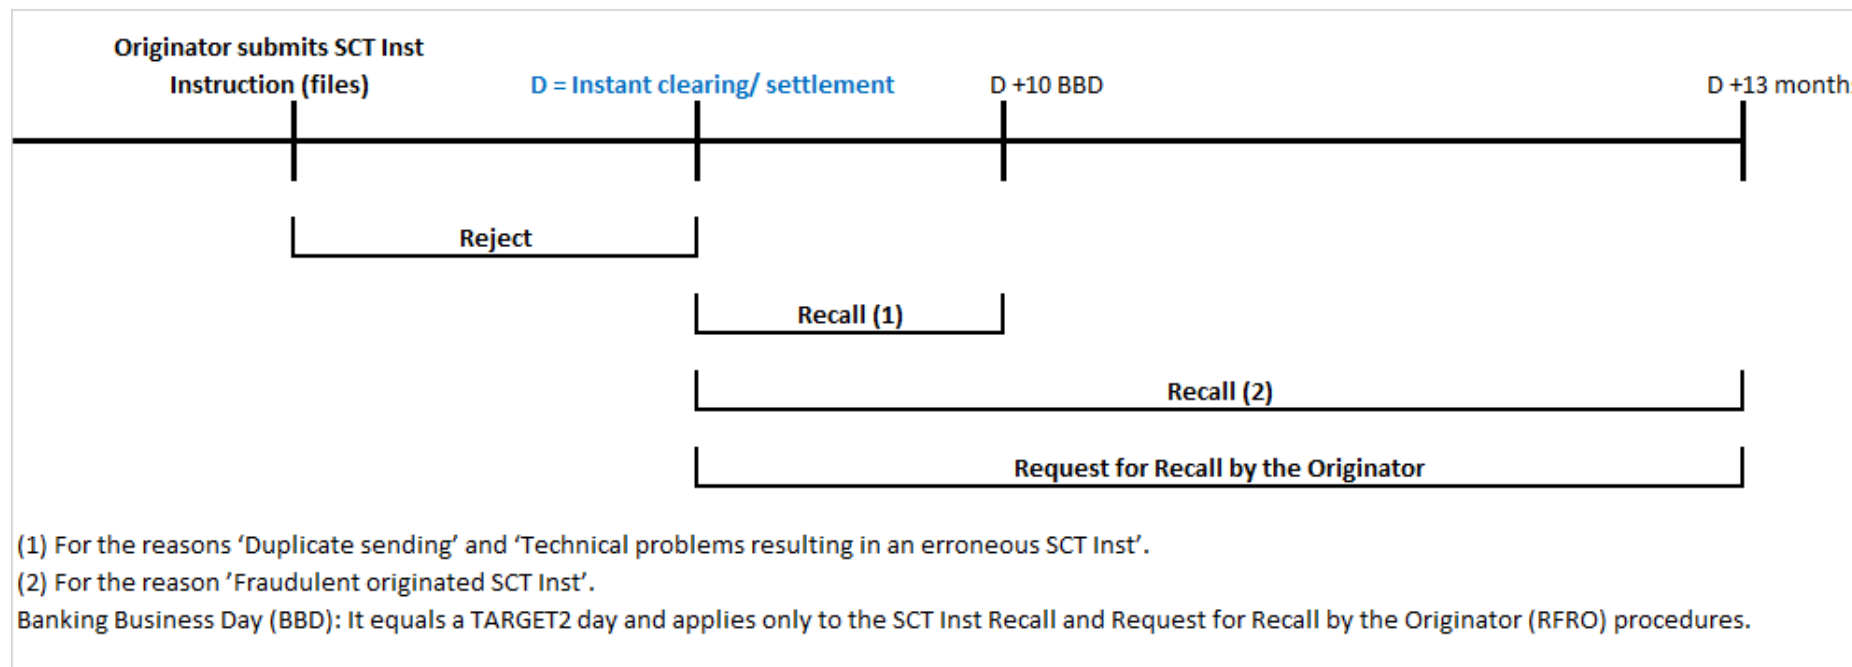 Originator submits SCT Inst
Instruction (files)
D = Instant clearing/ settlement
D +10 BBD
D +13 months
Reject
Recall (1)
Recall (2)
Request for Recall by the Originator
(1) For the reasons ‘Duplicate sending’ and ‘Technical problems resulting in an erroneous SCT Inst’.
(2) For the reason ’Fraudulent originated SCT Inst’.
Banking Business Day (BBD): It equals a TARGET2 day and applies only to the SCT Inst Recall and Request for Recall by the Originator (RFRO) procedures.